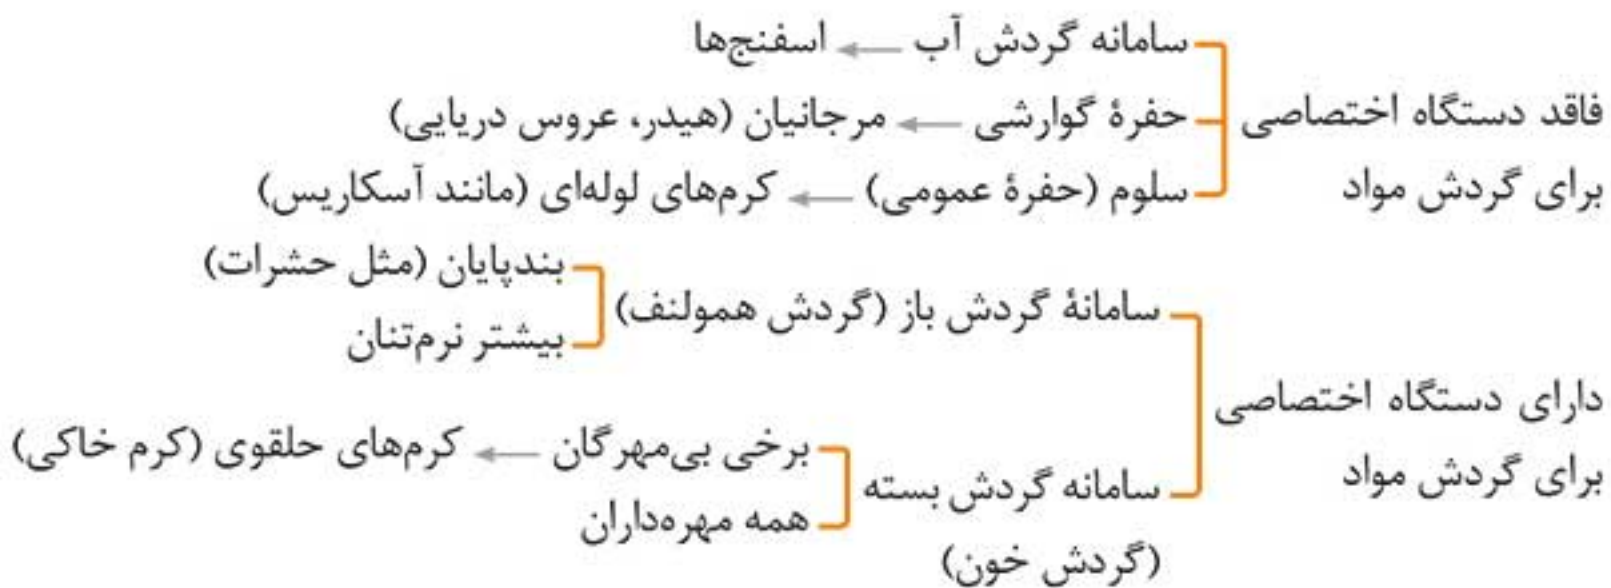 فاقد دستگاه اختصاصی
برای گردش مواد
سامانه گردش آب ← اسفنج‌ها
حفرهٔ گوارشی ← مرجانیان (هیدر، عروس دریایی)
سلوم (حفرهٔ عمومی) ← کرم‌های لوله‌ای (مانند آسکاریس)
دارای دستگاه اختصاصی
برای گردش مواد
سامانهٔ گردش باز (گردش همولنف)
بندپایان (مثل حشرات)
بیشتر نرم‌تنان
سامانه گردش بسته
(گردش خون)
برخی بی‌مهرگان ← کرم‌های حلقوی (کرم خاکی)
همه مهره‌داران